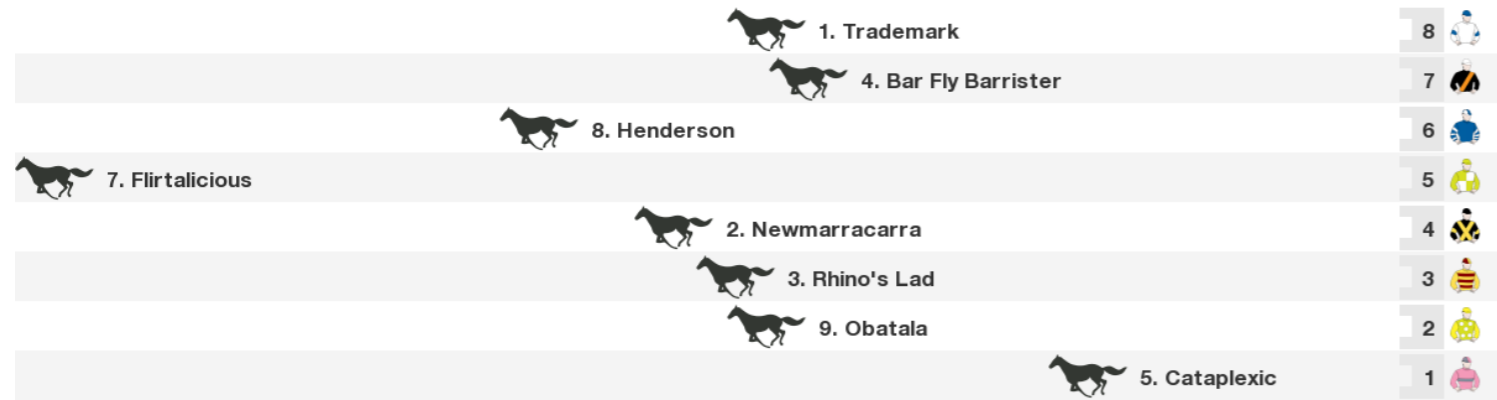 1. Trademark 8
4. Bar Fly Barrister 7
8. Henderson 6
7. Flirtalicious 5
2. Newmarracarra 4
3. Rhino's Lad 3
9. Obatala 2
5. Cataplexic 1